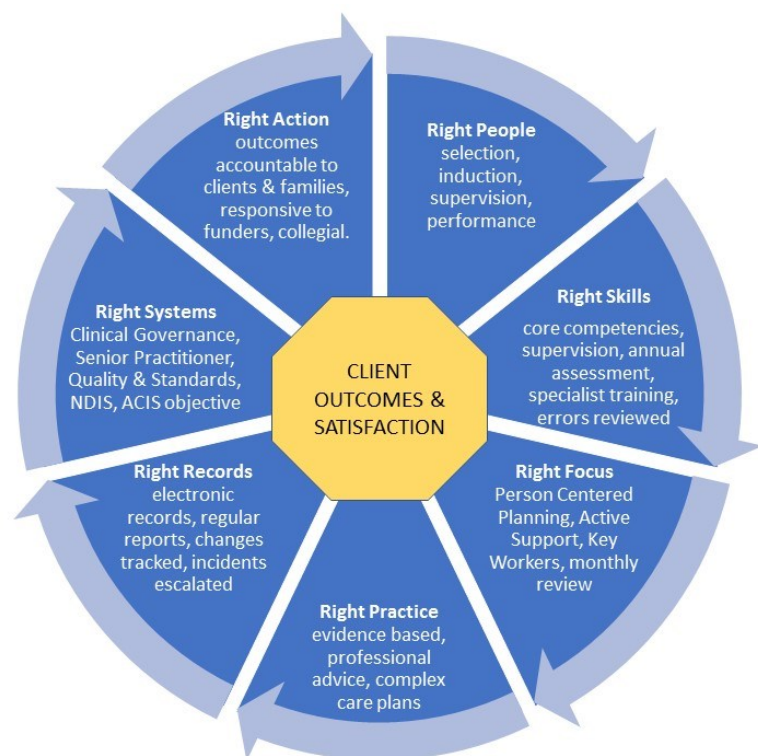 Right Action
outcomes
accountable to
clients & families,
responsive to
funders, collegial.
Right People
selection,
induction,
supervision,
performance
Right Skills
core competencies,
supervision, annual
assessment,
specialist training,
errors reviewed
Right Focus
Person Centered
Planning, Active
Support, Key
Workers, monthly
review
Right Practice
evidence based,
professional
advice, complex
care plans
Right Records
electronic
records, regular
reports, changes
tracked, incidents
escalated
Right Systems
Clinical Governance,
Senior Practitioner,
Quality & Standards,
NDIS, ACIS objective
CLIENT
OUTCOMES &
SATISFACTION